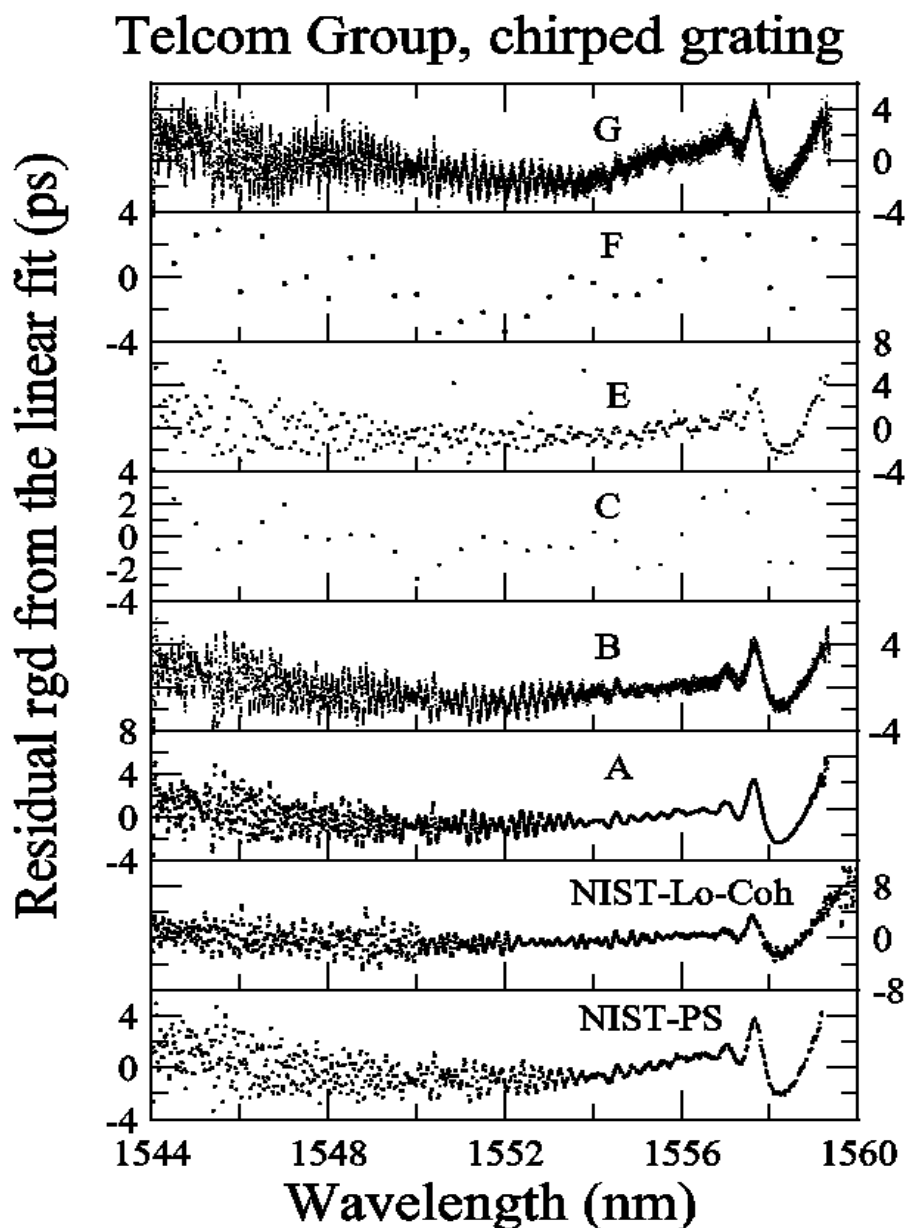 Telcom Group, chirped grating
Residual rgd from the linear fit (ps)
G
4
0
-4
F
4
0
-4
E
8
4
0
-4
C
4
2
0
-2
-4
B
4
-4
A
8
4
0
-4
NIST-Lo-Coh
8
0
-8
NIST-PS
4
0
-4
1544 1548 1552 1556 1560
Wavelength (nm)